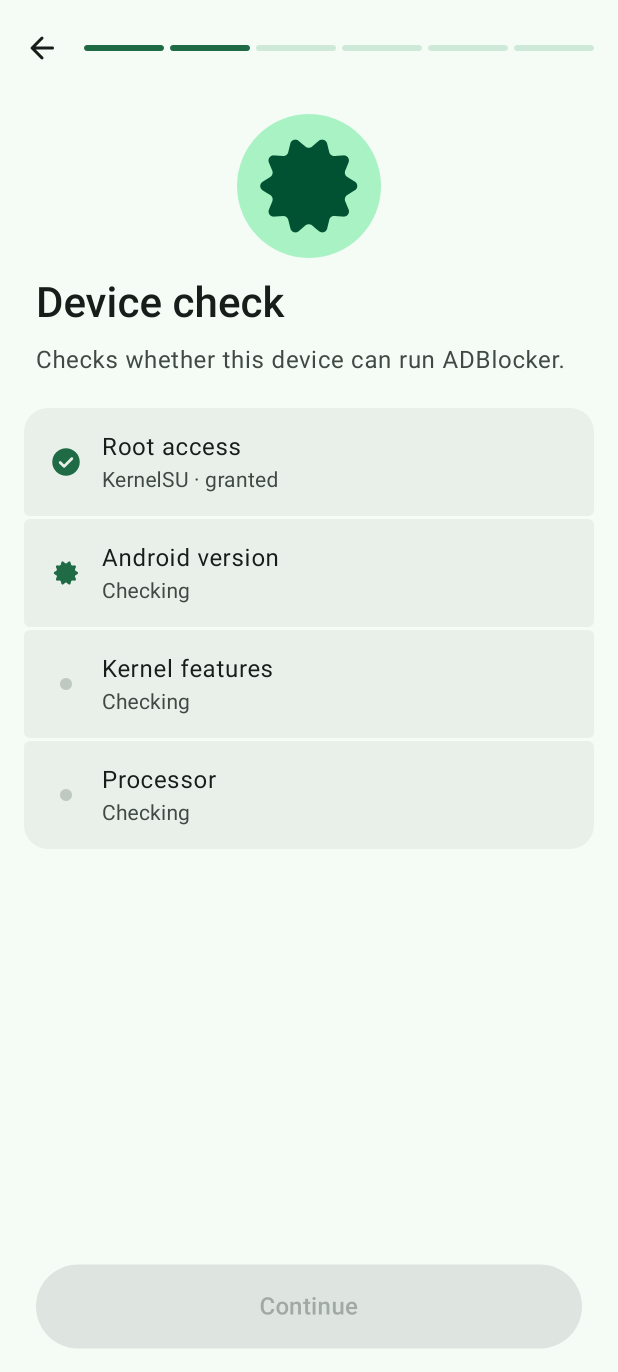 Device check
Checks whether this device can run ADBlocker.
Root access
KernelSU · granted
Android version
Checking
Kernel features
Checking
Processor
Checking
Continue